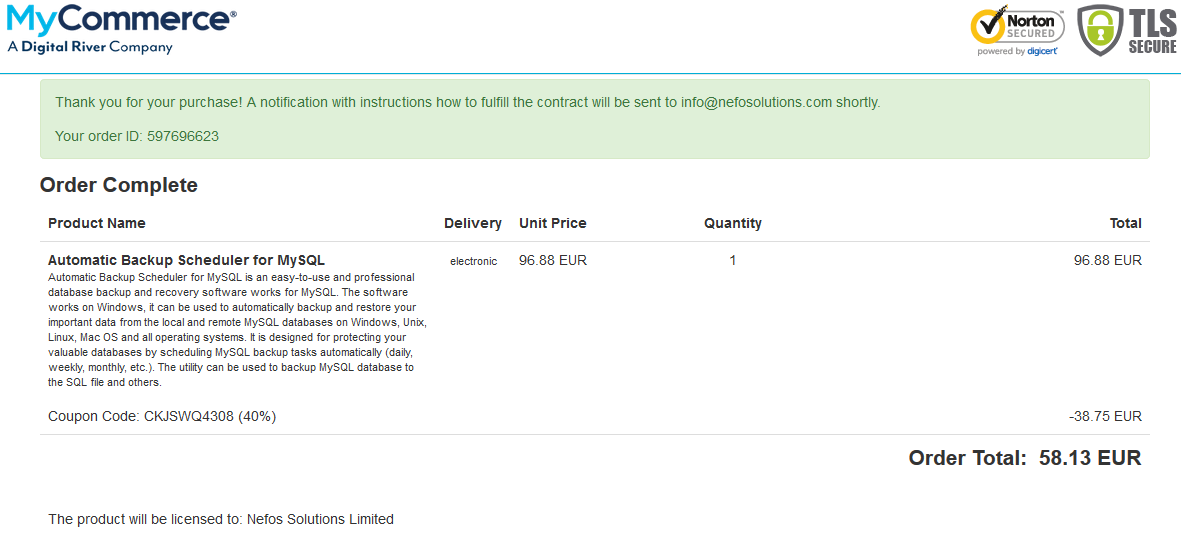 MyCommerce®
A Digital River Company
Norton
SECURED
powered by digicert
TLS
SECURE
Thank you for your purchase! A notification with instructions how to fulfill the contract will be sent to info@nefosolutions.com shortly.
Your order ID: 597696623
Order Complete
Product Name Delivery Unit Price Quantity Total
Automatic Backup Scheduler for MySQL electronic 96.88 EUR 1 96.88 EUR
Automatic Backup Scheduler for MySQL is an easy-to-use and professional
database backup and recovery software works for MySQL. The software
works on Windows, it can be used to automatically backup and restore your
important data from the local and remote MySQL databases on Windows, Unix,
Linux, Mac OS and all operating systems. It is designed for protecting your
valuable databases by scheduling MySQL backup tasks automatically (daily,
weekly, monthly, etc.). The utility can be used to backup MySQL database to
the SQL file and others.
Coupon Code: CKJSWQ4308 (40%) -38.75 EUR
Order Total: 58.13 EUR
The product will be licensed to: Nefos Solutions Limited